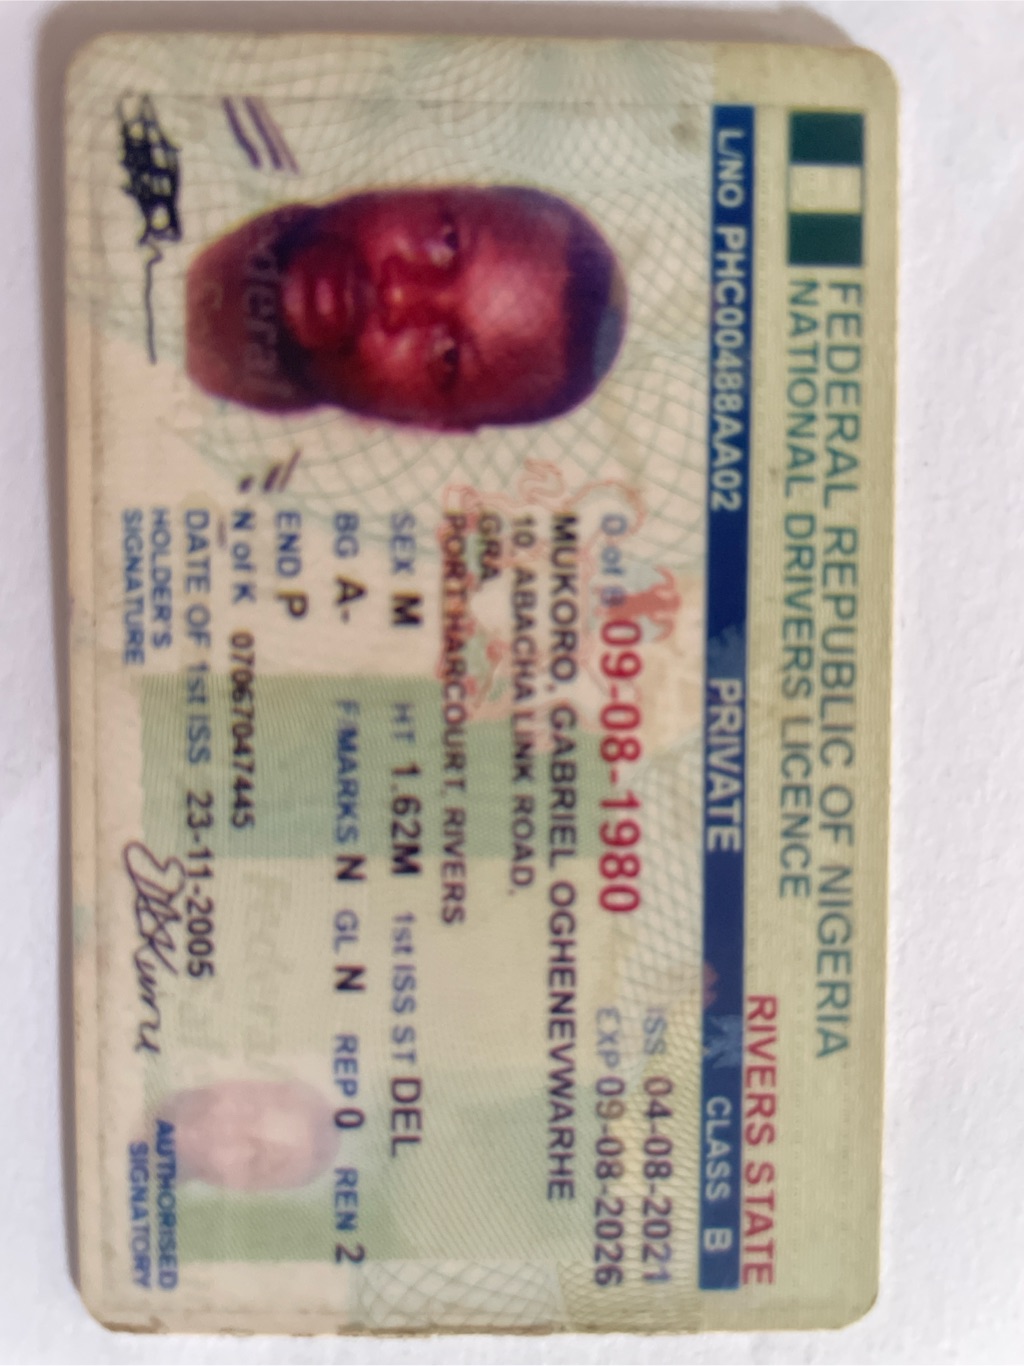 FEDERAL REPUBLIC OF NIGERIA
NATIONAL DRIVERS LICENCE
RIVERS STATE
L/NO PHC00488AA02 PRIVATE CLASS B
ISS 04-08-2021
D of B 09-08-1980 EXP 09-08-2026
MUKORO, GABRIEL OGHENEVWARHE
10, ABACHA LINK ROAD,
GRA,
PORT HARCOURT, RIVERS
SEX M HT 1.62M 1st ISS ST DEL
BG A- F/MARKS N GL N REP 0 REN 2
END P
N of K 07067047445
DATE OF 1st ISS 23-11-2005
HOLDER'S
SIGNATURE
AUTHORISED
SIGNATORY